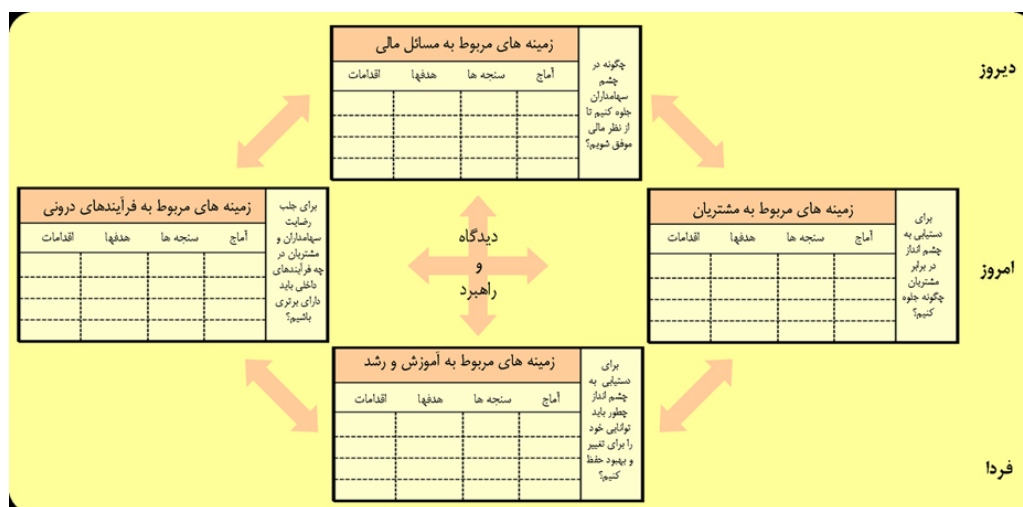 دیروز
زمینه های مربوط به مسائل مالی
آماج سنجه ها هدفها اقدامات
چگونه در
چشم
سهامداران
جلوه کنیم تا
از نظر مالی
موفق شویم؟
امروز
برای
دستیابی به
چشم انداز
در برابر
مشتریان
چگونه جلوه
کنیم؟
زمینه های مربوط به مشتریان
آماج سنجه ها هدفها اقدامات
دیدگاه
و
راهبرد
برای جلب
رضایت
سهامداران و
مشتریان در
چه فرآیندهای
داخلی باید
دارای برتری
باشیم؟
زمینه های مربوط به فرآیندهای درونی
آماج سنجه ها هدفها اقدامات
برای
دستیابی به
چشم انداز
چطور باید
توانایی خود
را برای تغییر
و بهبود حفظ
کنیم؟
زمینه های مربوط به آموزش و رشد
آماج سنجه ها هدفها اقدامات
فردا